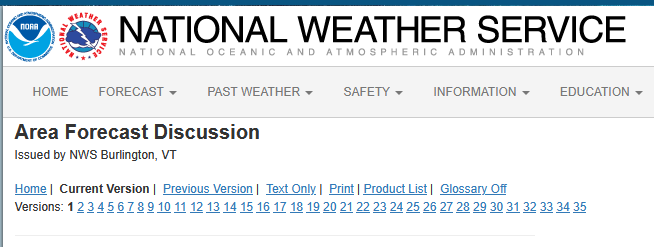 NOAA
NATIONAL WEATHER SERVICE
NATIONAL OCEANIC AND ATMOSPHERIC ADMINISTRATION
HOME FORECAST PAST WEATHER SAFETY INFORMATION EDUCATION
Area Forecast Discussion
Issued by NWS Burlington, VT
Home | Current Version | Previous Version | Text Only | Print | Product List | Glossary Off
Versions: 1 2 3 4 5 6 7 8 9 10 11 12 13 14 15 16 17 18 19 20 21 22 23 24 25 26 27 28 29 30 31 32 33 34 35